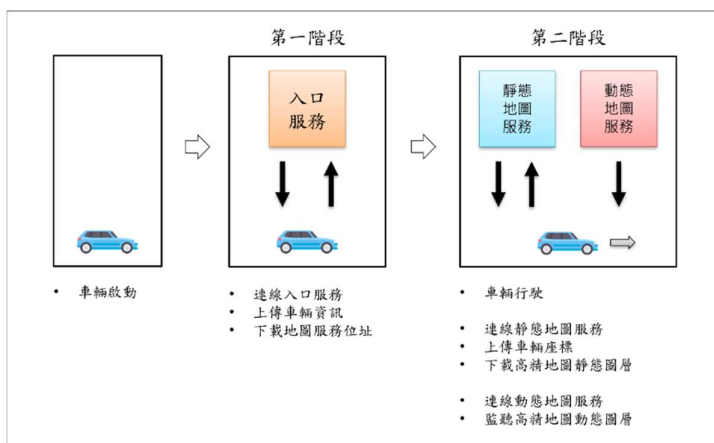 第一階段
第二階段
入口
服務
靜態
地圖
服務
動態
地圖
服務
• 車輛啟動
• 連線入口服務
• 上傳車輛資訊
• 下載地圖服務位址
• 車輛行駛
• 連線靜態地圖服務
• 上傳車輛座標
• 下載高精地圖靜態圖層
• 連線動態地圖服務
• 監聽高精地圖動態圖層